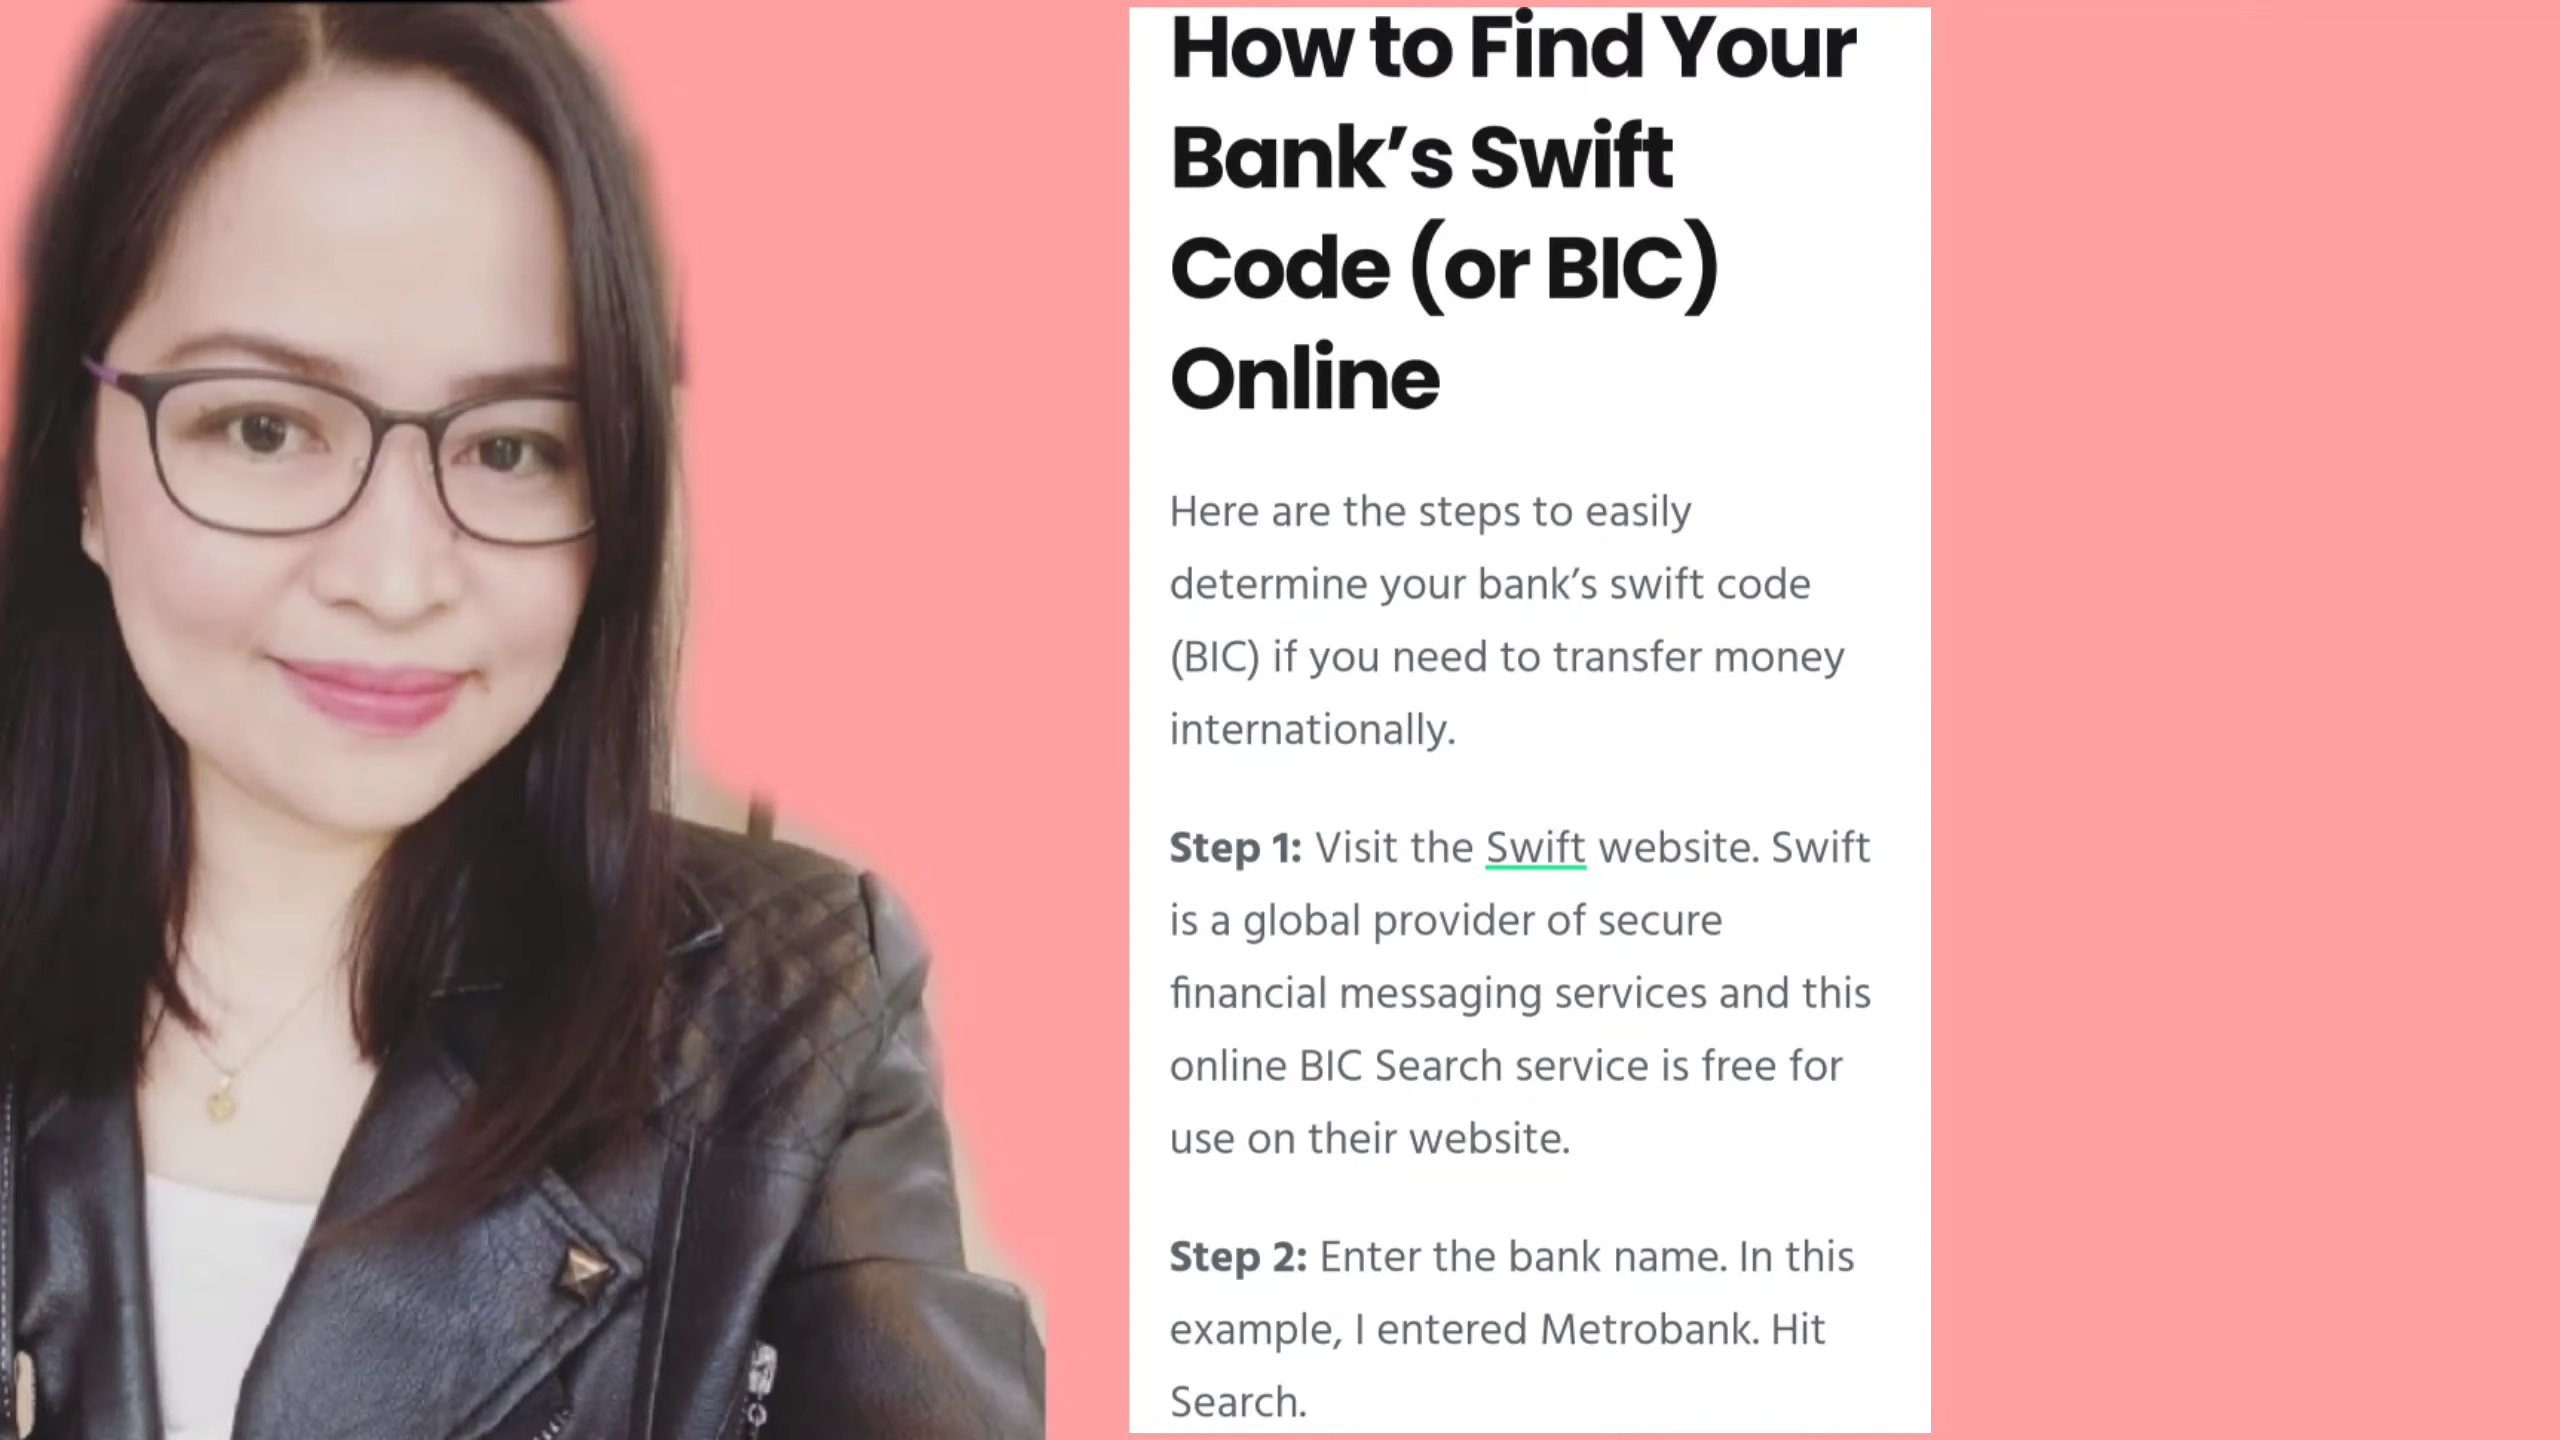 How to Find Your
Bank’s Swift
Code (or BIC)
Online
Here are the steps to easily
determine your bank’s swift code
(BIC) if you need to transfer money
internationally.
Step 1: Visit the Swift website. Swift
is a global provider of secure
financial messaging services and this
online BIC Search service is free for
use on their website.
Step 2: Enter the bank name. In this
example, I entered Metrobank. Hit
Search.